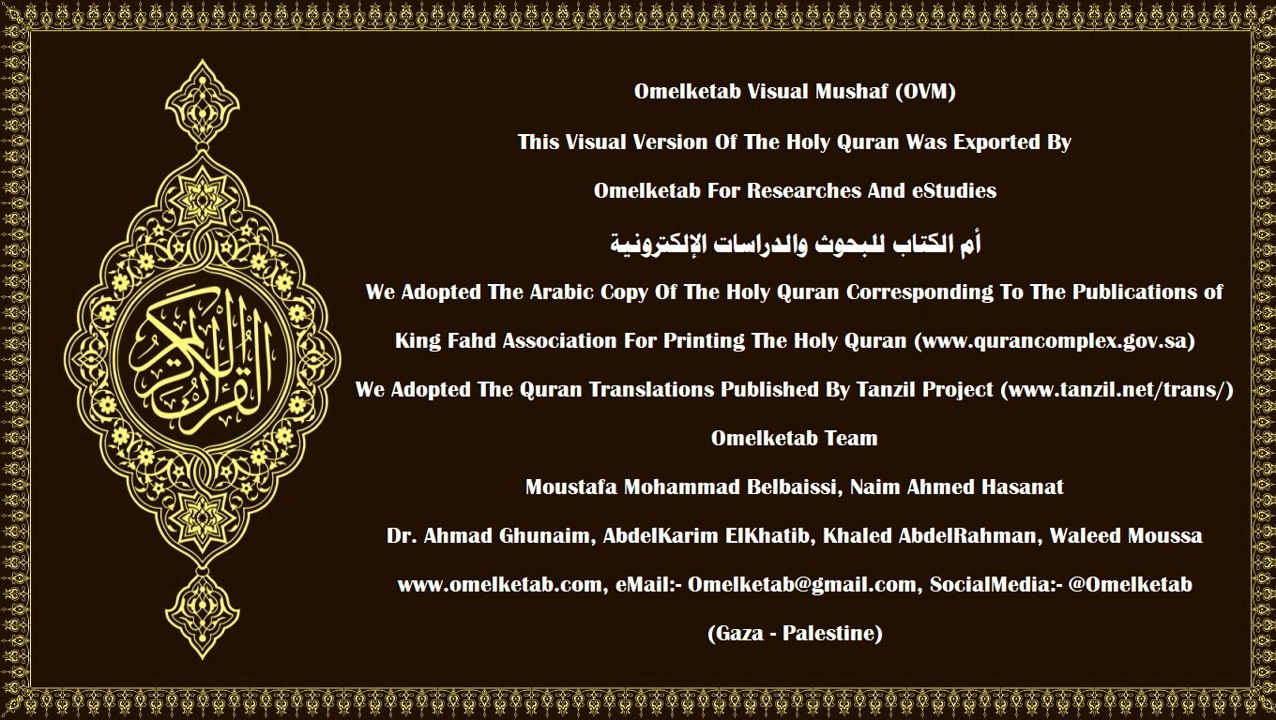 القرآن الكريم
Omelketab Visual Mushaf (OVM)
This Visual Version Of The Holy Quran Was Exported By
Omelketab For Researches And eStudies
أم الكتاب للبحوث والدراسات الإلكترونية
We Adopted The Arabic Copy Of The Holy Quran Corresponding To The Publications of
King Fahd Association For Printing The Holy Quran (www.qurancomplex.gov.sa)
We Adopted The Quran Translations Published By Tanzil Project (www.tanzil.net/trans/)
Omelketab Team
Moustafa Mohammad Belbaissi, Naim Ahmed Hasanat
Dr. Ahmad Ghunaim, AbdelKarim ElKhatib, Khaled AbdelRahman, Waleed Moussa
www.omelketab.com, eMail:- Omelketab@gmail.com, SocialMedia:- @Omelketab
(Gaza - Palestine)